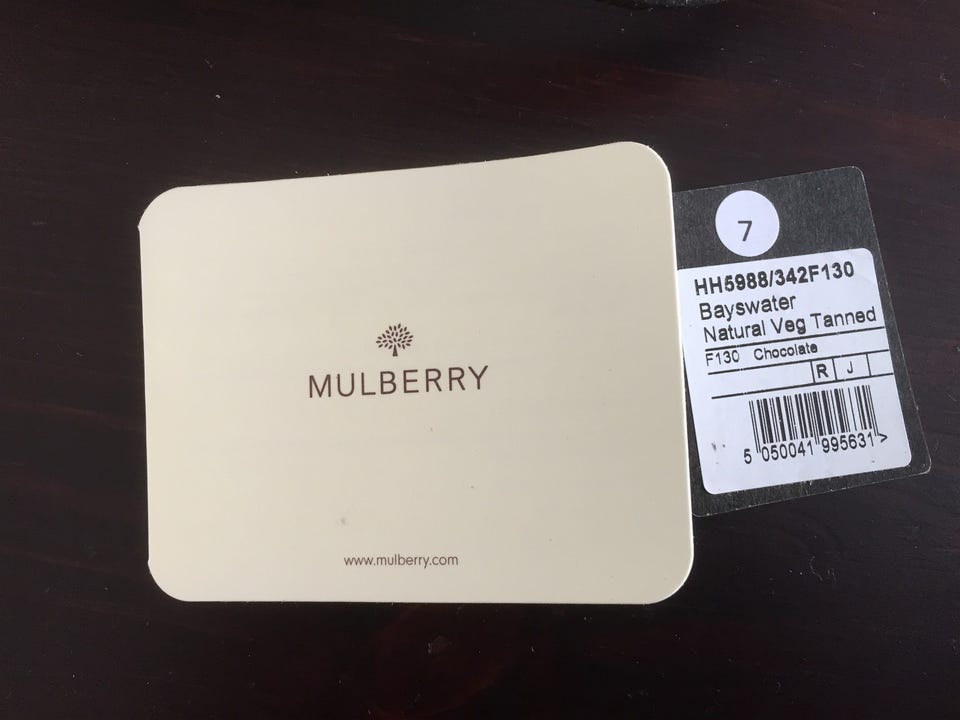 MULBERRY
www.mulberry.com
7
HH5988/342F130
Bayswater
Natural Veg Tanned
F130 Chocolate
R J
5 050041 995631 >